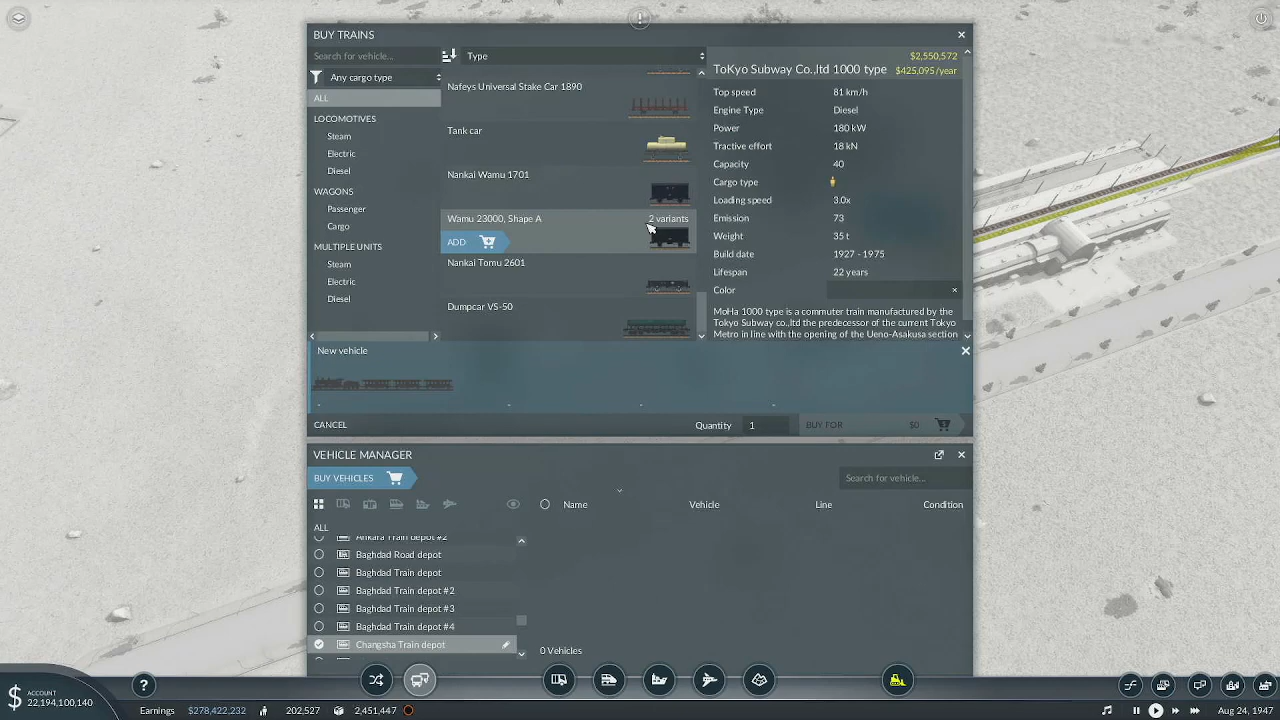 BUY TRAINS
Search for vehicle...
Type
Any cargo type
ALL
LOCOMOTIVES
Steam
Electric
Diesel
WAGONS
Passenger
Cargo
MULTIPLE UNITS
Steam
Electric
Diesel
Nafeys Universal Stake Car 1890
Tank car
Nankai Wamu 1701
Wamu 23000, Shape A
2 variants
ADD
Nankai Tomu 2601
Dumpcar VS-50
$2,550,572
ToKyo Subway Co.,ltd 1000 type
$425,095/year
Top speed 81 km/h
Engine Type Diesel
Power 180 kW
Tractive effort 18 kN
Capacity 40
Cargo type
Loading speed 3.0x
Emission 73
Weight 35 t
Build date 1927 - 1975
Lifespan 22 years
Color
MoHa 1000 type is a commuter train manufactured by the
Tokyo Subway co.,ltd the predecessor of the current Tokyo
Metro in line with the opening of the Ueno-Asakusa section
New vehicle
- - - -
CANCEL
Quantity 1
BUY FOR $0
VEHICLE MANAGER
BUY VEHICLES
Search for vehicle...
Name Vehicle Line Condition
ALL
Ankara Train depot #2
Baghdad Road depot
Baghdad Train depot
Baghdad Train depot #2
Baghdad Train depot #3
Baghdad Train depot #4
Changsha Train depot
0 Vehicles
?
$ ACCOUNT
22,194,100,140
Earnings $278,422,232 202,527 2,451,447
Aug 24, 1947